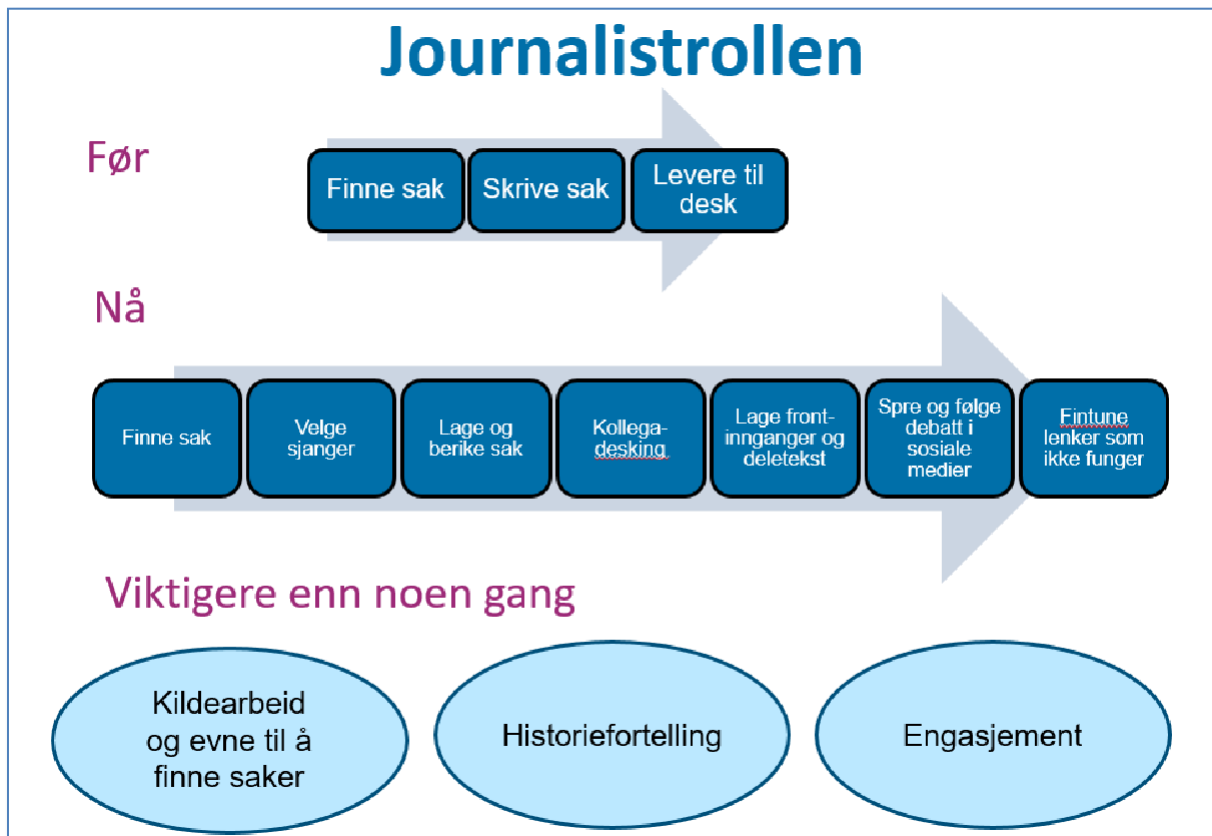 Journalistrollen
Før
Finne sak
Skrive sak
Levere til
desk
Nå
Finne sak
Velge
sjanger
Lage og
berike sak
Kollega-
desking
Lage front-
innganger og
deletekst
Spre og følge
debatt i
sosiale
medier
Fintune
lenker som
ikke funger
Viktigere enn noen gang
Kildearbeid
og evne til å
finne saker
Historiefortelling
Engasjement